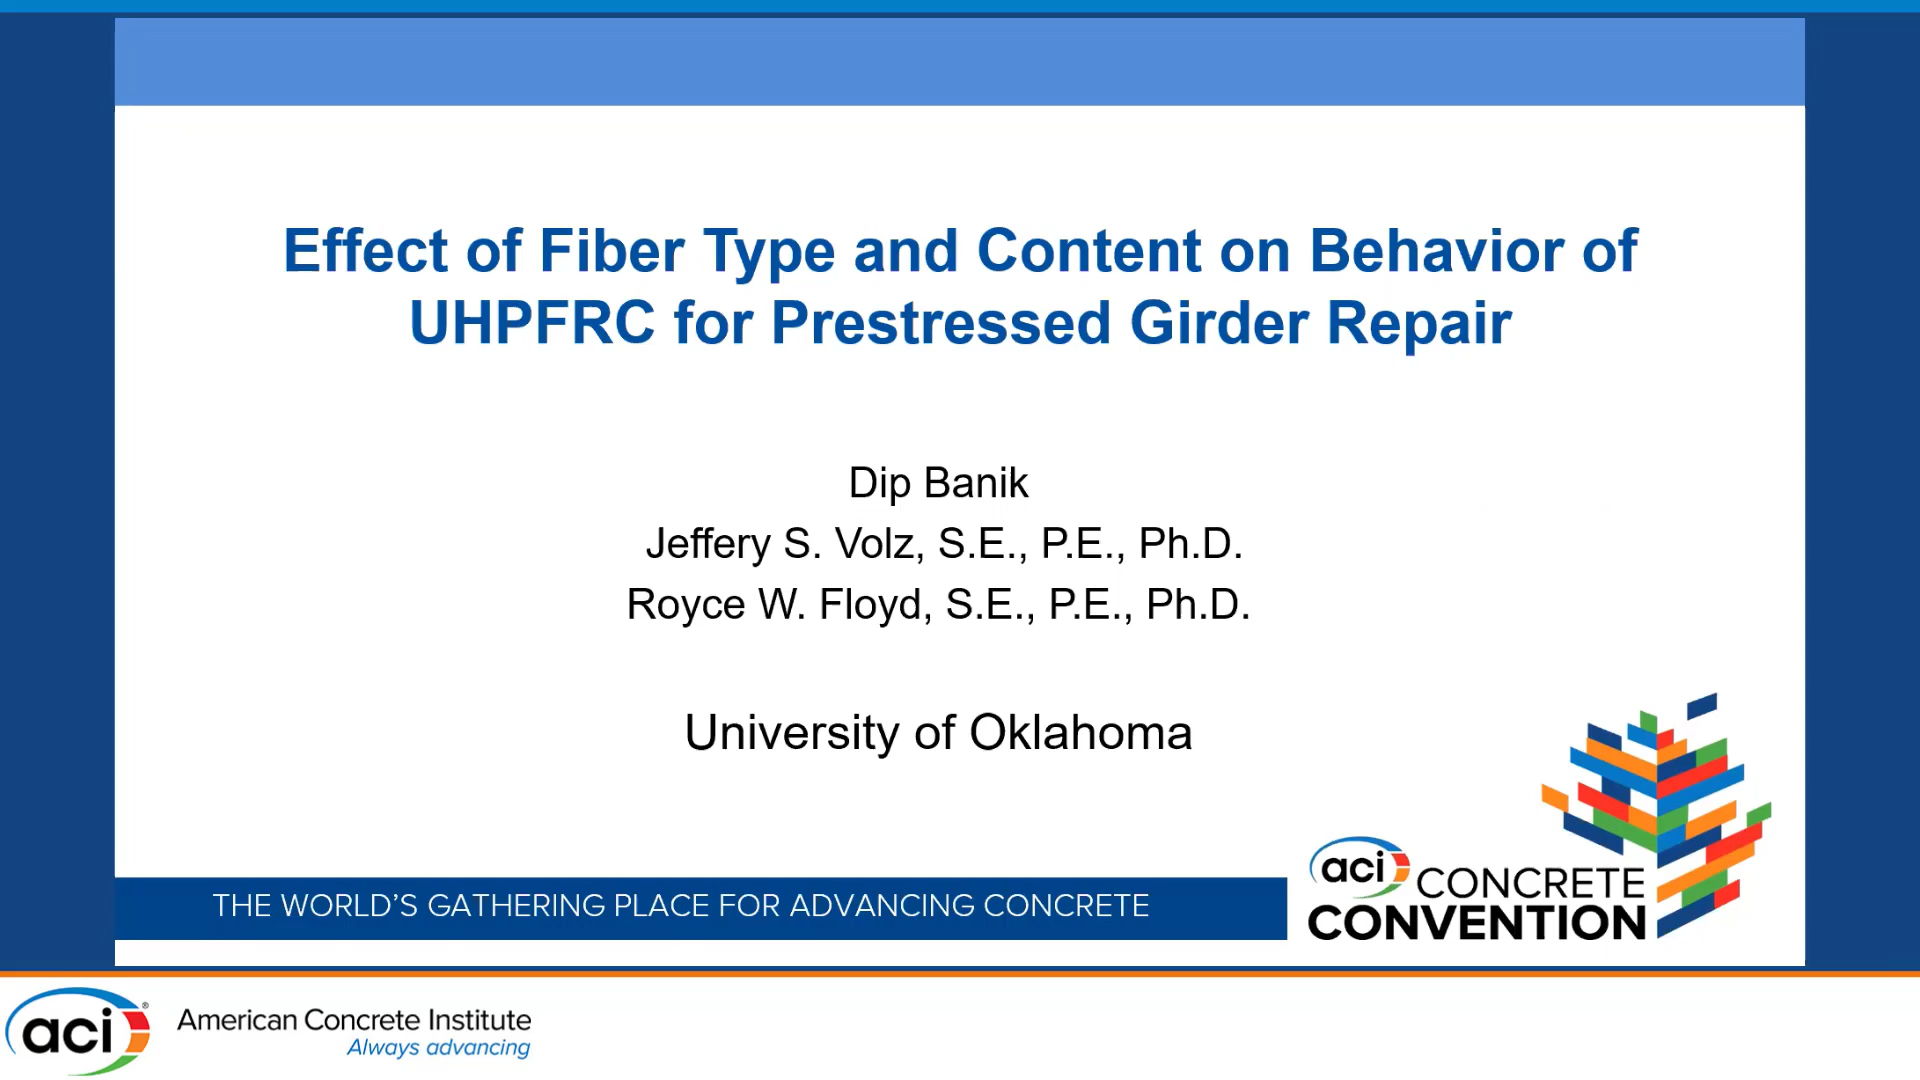 Effect of Fiber Type and Content on Behavior of
UHPFRC for Prestressed Girder Repair
Dip Banik
Jeffery S. Volz, S.E., P.E., Ph.D.
Royce W. Floyd, S.E., P.E., Ph.D.
University of Oklahoma
THE WORLD'S GATHERING PLACE FOR ADVANCING CONCRETE
aci CONCRETE
CONVENTION
aci®
American Concrete Institute
Always advancing